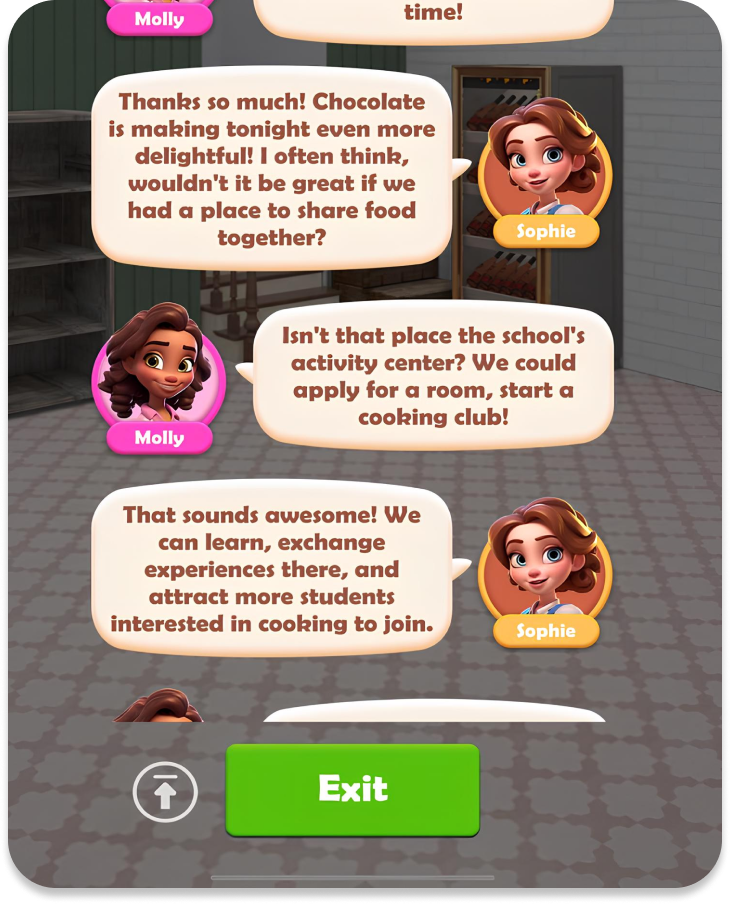 time!
Molly
Thanks so much! Chocolate
is making tonight even more
delightful! I often think,
wouldn't it be great if we
had a place to share food
together?
Sophie
Isn't that place the school's
activity center? We could
apply for a room, start a
cooking club!
Molly
That sounds awesome! We
can learn, exchange
experiences there, and
attract more students
interested in cooking to join.
Sophie
Exit